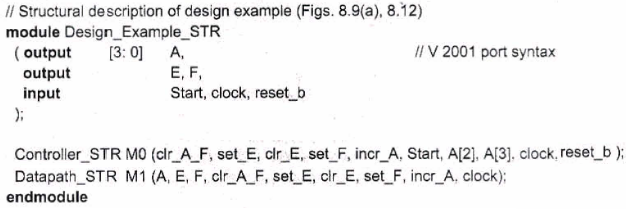 // Structural description of design example (Figs. 8.9(a), 8.12)
module Design_Example_STR
( output [3: 0] A, // V 2001 port syntax
output E, F,
input Start, clock, reset_b
);
Controller_STR M0 (clr_A_F, set_E, clr_E, set_F, incr_A, Start, A[2], A[3], clock, reset_b );
Datapath_STR M1 (A, E, F, clr_A_F, set_E, clr_E, set_F, incr_A, clock);
endmodule